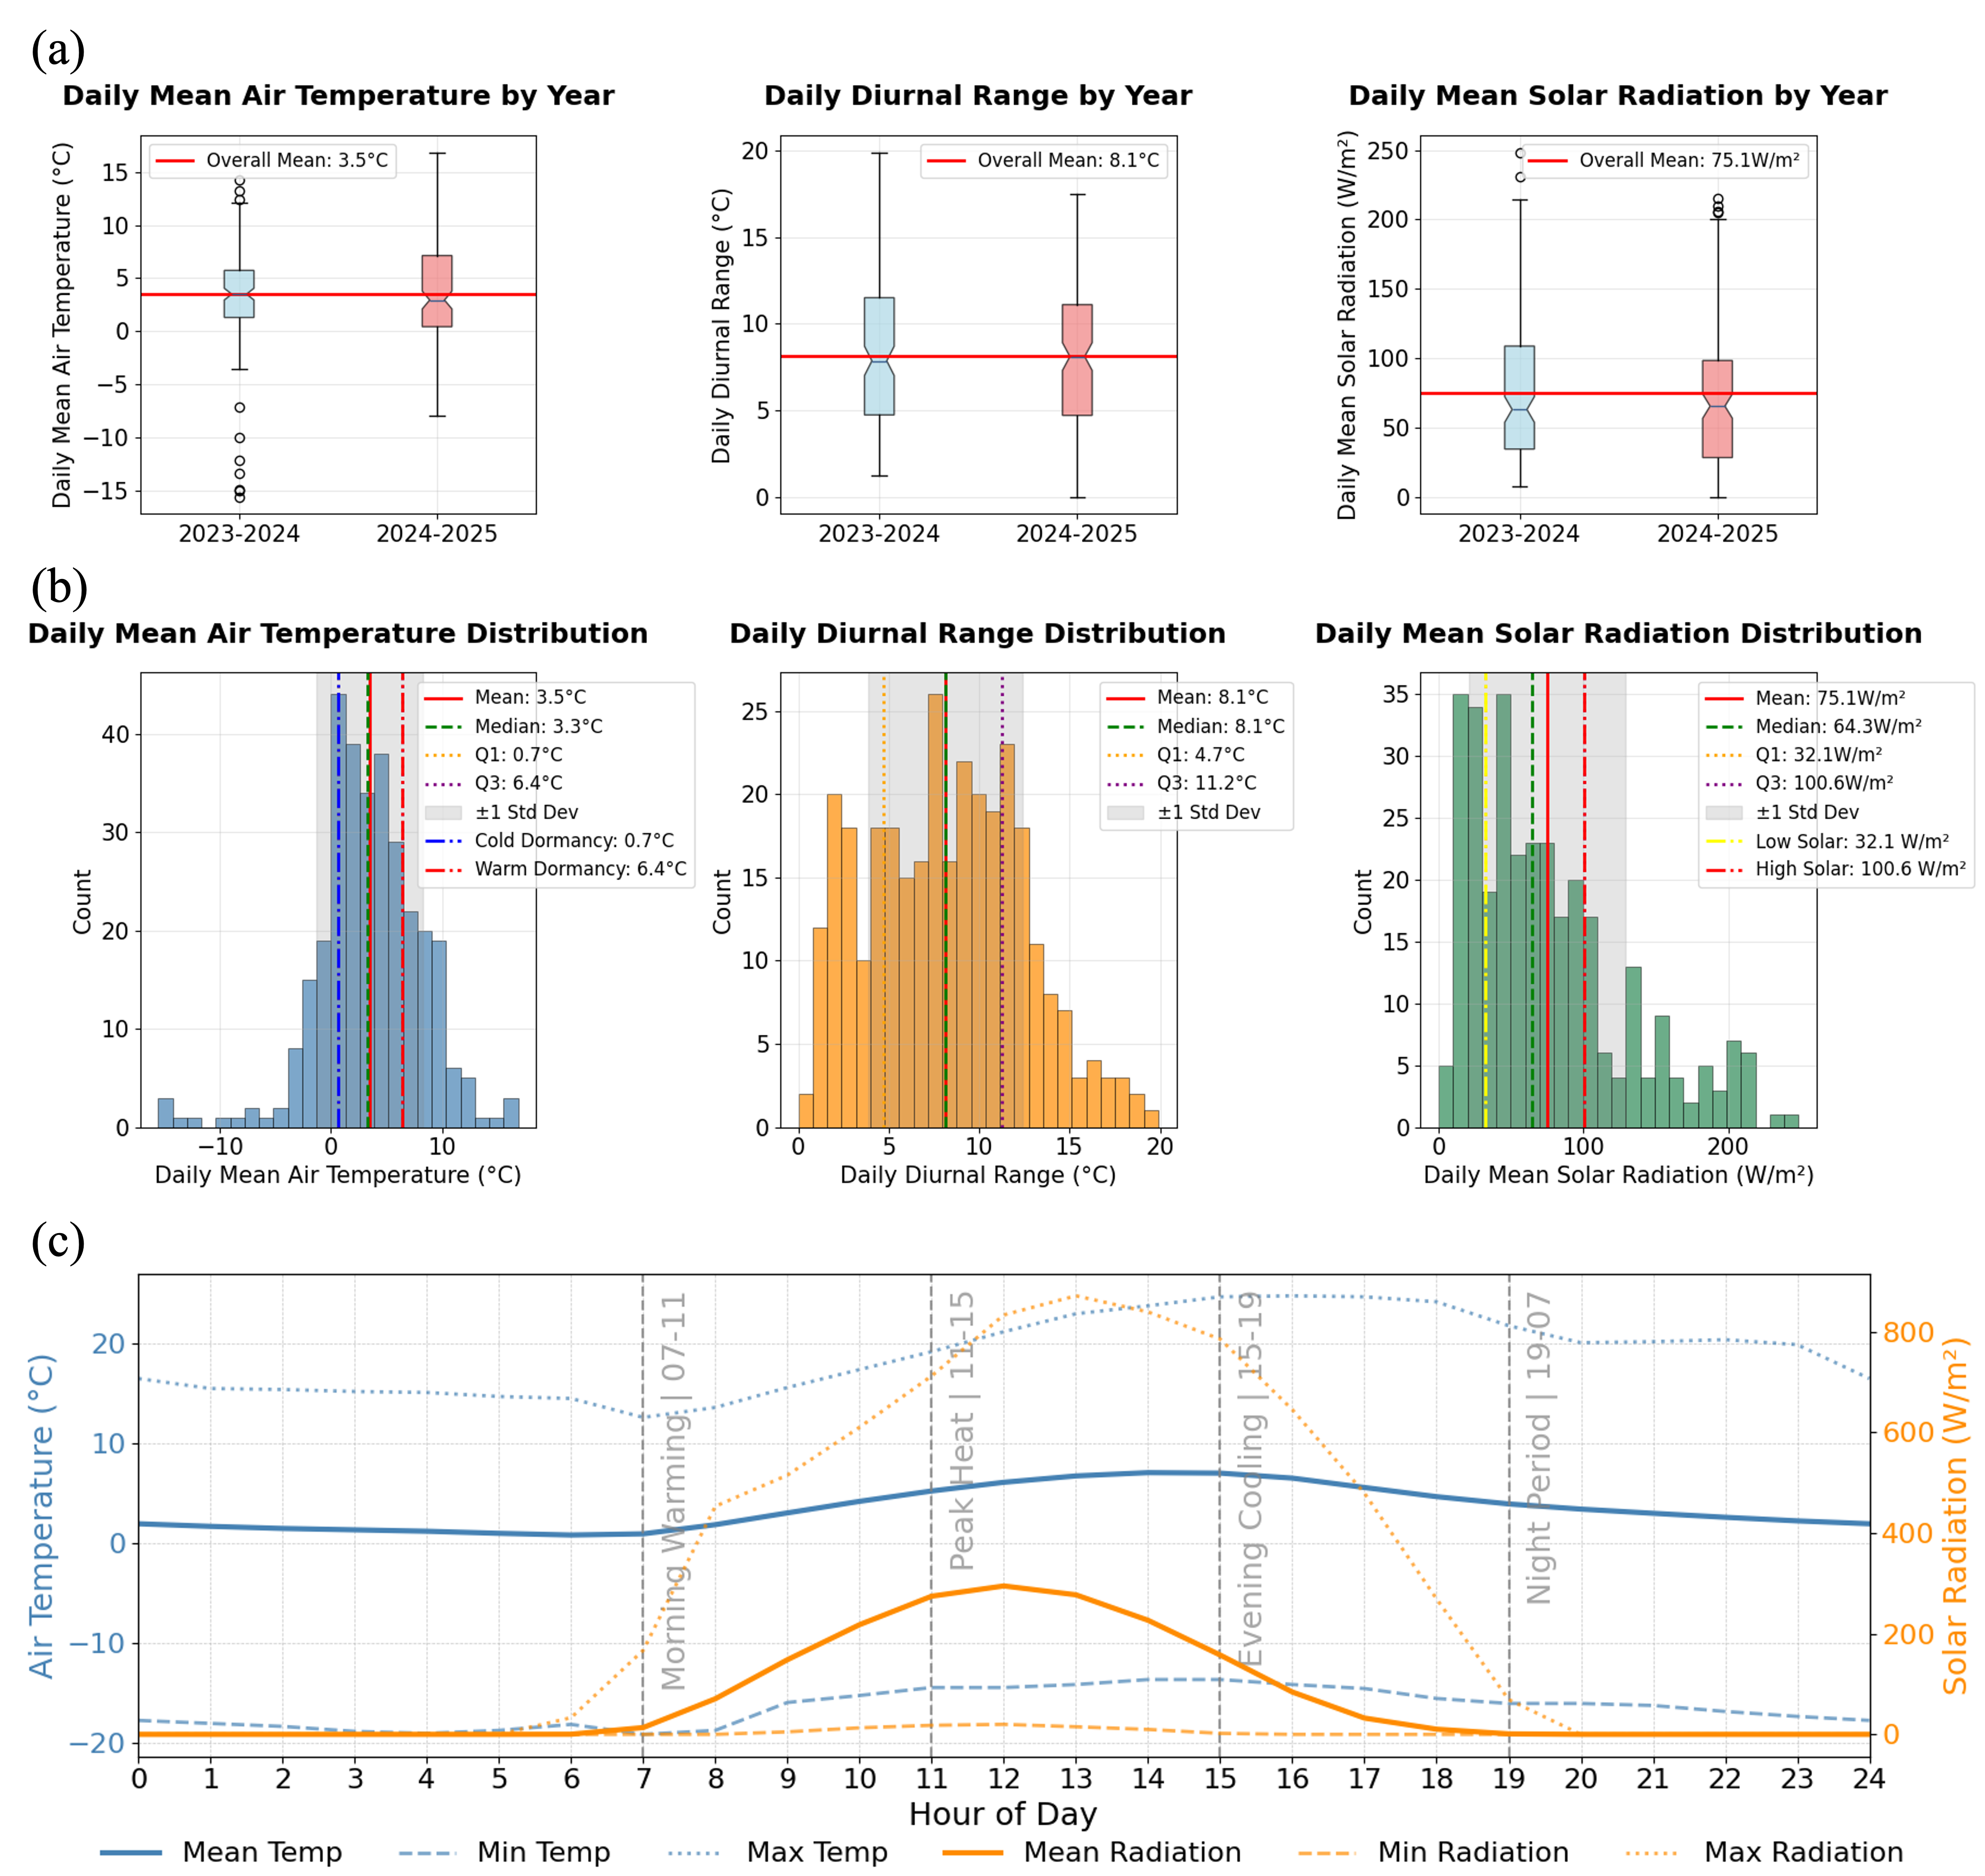 (a)
Daily Mean Air Temperature by Year
Daily Mean Air Temperature (°C)
15
10
5
0
−5
−10
−15
Overall Mean: 3.5°C
2023-2024
2024-2025
Daily Diurnal Range by Year
Daily Diurnal Range (°C)
20
15
10
5
0
Overall Mean: 8.1°C
2023-2024
2024-2025
Daily Mean Solar Radiation by Year
Daily Mean Solar Radiation (W/m²)
250
200
150
100
50
0
Overall Mean: 75.1W/m²
2023-2024
2024-2025
(b)
Daily Mean Air Temperature Distribution
Count
40
30
20
10
0
Mean: 3.5°C
Median: 3.3°C
Q1: 0.7°C
Q3: 6.4°C
±1 Std Dev
Cold Dormancy: 0.7°C
Warm Dormancy: 6.4°C
−10
0
10
Daily Mean Air Temperature (°C)
Daily Diurnal Range Distribution
Count
25
20
15
10
5
0
Mean: 8.1°C
Median: 8.1°C
Q1: 4.7°C
Q3: 11.2°C
±1 Std Dev
0
5
10
15
20
Daily Diurnal Range (°C)
Daily Mean Solar Radiation Distribution
Count
35
30
25
20
15
10
5
0
Mean: 75.1W/m²
Median: 64.3W/m²
Q1: 32.1W/m²
Q3: 100.6W/m²
±1 Std Dev
Low Solar: 32.1 W/m²
High Solar: 100.6 W/m²
0
100
200
Daily Mean Solar Radiation (W/m²)
(c)
Air Temperature (°C)
20
10
0
−10
−20
Morning Warming | 07-11
Peak Heat | 11-15
Evening Cooling | 15-19
Night Period | 19-07
800
600
400
200
0
Solar Radiation (W/m²)
0 1 2 3 4 5 6 7 8 9 10 11 12 13 14 15 16 17 18 19 20 21 22 23 24
Hour of Day
Mean Temp Min Temp Max Temp Mean Radiation Min Radiation Max Radiation